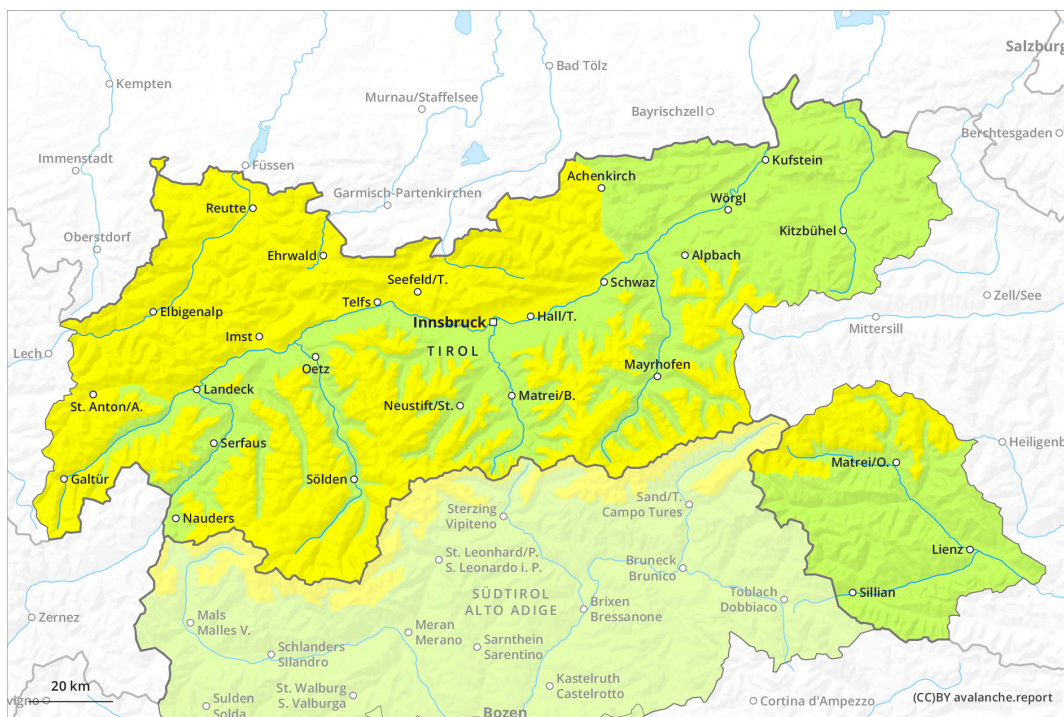 Salzburg
Kempten
Bad Tölz
Murnau/Staffelsee
Bayrischzell
Berchtesgaden
Immenstadt
Füssen
Kufstein
Achenkirch
Garmisch-Partenkirchen
Wörgl
Reutte
Oberstdorf
Kitzbühel
Ehrwald
Alpbach
Seefeld/T.
Schwaz
Zell/See
Telfs
Elbigenalp
Innsbruck
Hall/T.
Mittersill
Imst
Lech
TIROL
Mayrhofen
Oetz
Landeck
St. Anton/A.
Neustift/St.
Matrei/B.
Serfaus
Matrei/O.
Heiligenb
Galtür
Sölden
Sand/T.
Campo Tures
Sterzing
Vipiteno
Nauders
Lienz
St. Leonhard/P.
S. Leonardo i. P.
Bruneck
Brunico
Toblach
Dobbiaco
Sillian
SÜDTIROL
ALTO ADIGE
Brixen
Bressanone
Zernez
Mals
Malles V.
Meran
Merano
Sarnthein
Sarentino
Schlanders
Silandro
Kastelruth
Castelrotto
20 km
St. Walburg
S. Valburga
vigno
Sulden
Solda
Bozen
Cortina d'Ampezzo
(CC)BY avalanche.report